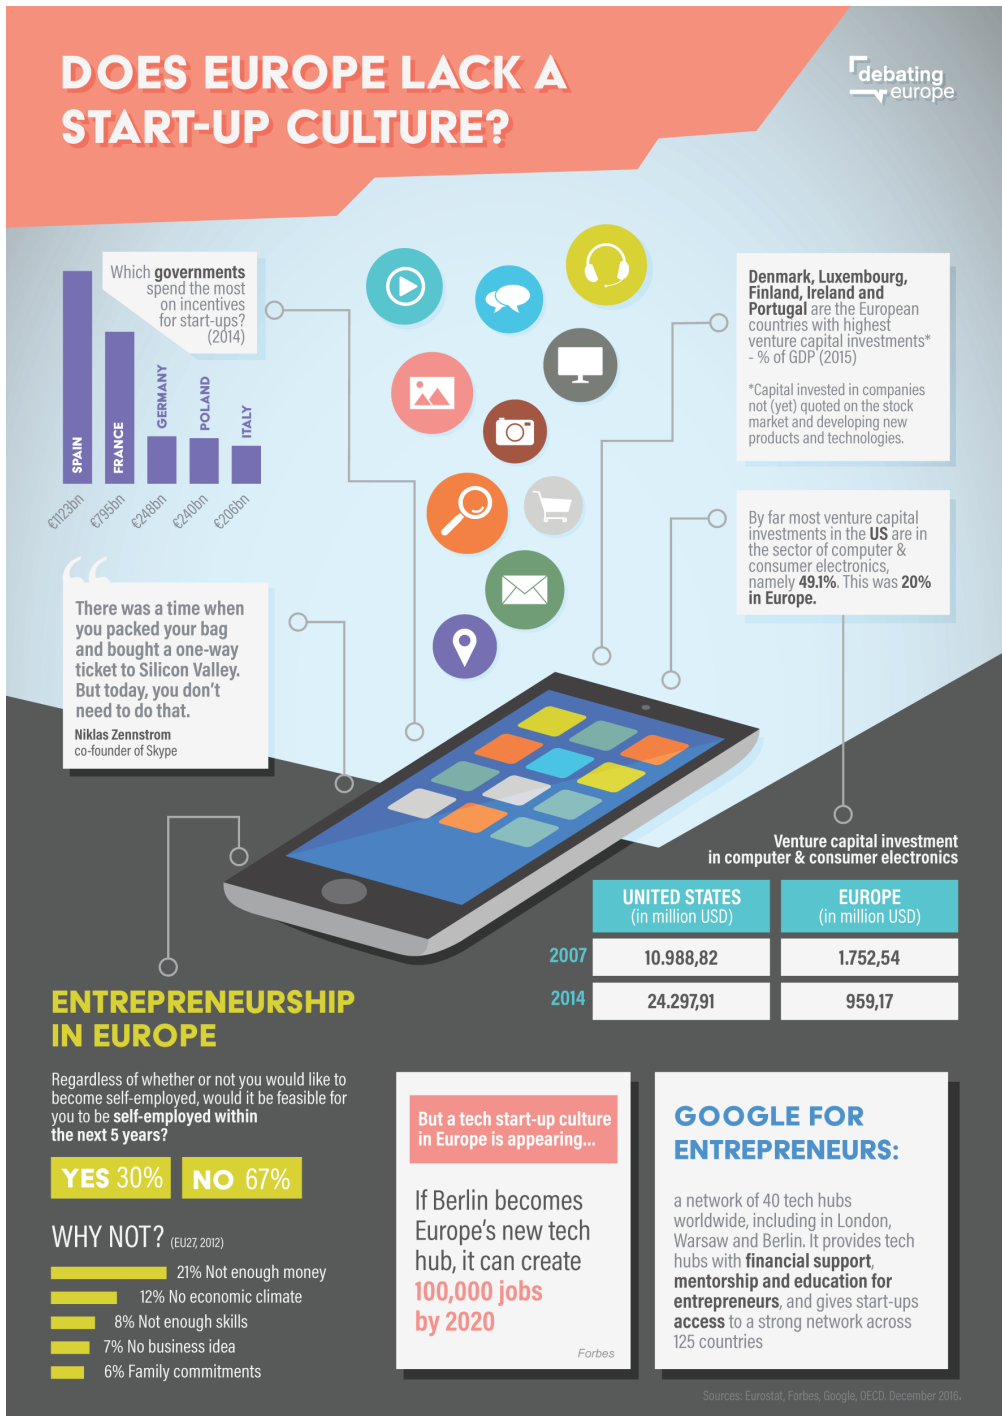 DOES EUROPE LACK A
START-UP CULTURE?
debating
europe
Which governments
spend the most
on incentives
for start-ups?
(2014)
SPAIN
FRANCE
GERMANY
POLAND
ITALY
€1123bn
€795bn
€248bn
€240bn
€206bn
Denmark, Luxembourg,
Finland, Ireland and
Portugal are the European
countries with highest
venture capital investments*
- % of GDP (2015)
*Capital invested in companies
not (yet) quoted on the stock
market and developing new
products and technologies.
By far most venture capital
investments in the US are in
the sector of computer &
consumer electronics,
namely 49.1%. This was 20%
in Europe.
“
There was a time when
you packed your bag
and bought a one-way
ticket to Silicon Valley.
But today, you don't
need to do that.
Niklas Zennstrom
co-founder of Skype
Venture capital investment
in computer & consumer electronics
UNITED STATES
(in million USD)
EUROPE
(in million USD)
2007
10.988,82
1.752,54
2014
24.297,91
959,17
ENTREPRENEURSHIP
IN EUROPE
Regardless of whether or not you would like to
become self-employed, would it be feasible for
you to be self-employed within
the next 5 years?
YES 30%
NO 67%
WHY NOT? (EU27, 2012)
21% Not enough money
12% No economic climate
8% Not enough skills
7% No business idea
6% Family commitments
But a tech start-up culture
in Europe is appearing...
If Berlin becomes
Europe's new tech
hub, it can create
100,000 jobs
by 2020
Forbes
GOOGLE FOR
ENTREPRENEURS:
a network of 40 tech hubs
worldwide, including in London,
Warsaw and Berlin. It provides tech
hubs with financial support,
mentorship and education for
entrepreneurs, and gives start-ups
access to a strong network across
125 countries
Sources: Eurostat, Forbes, Google, OECD. December 2016.